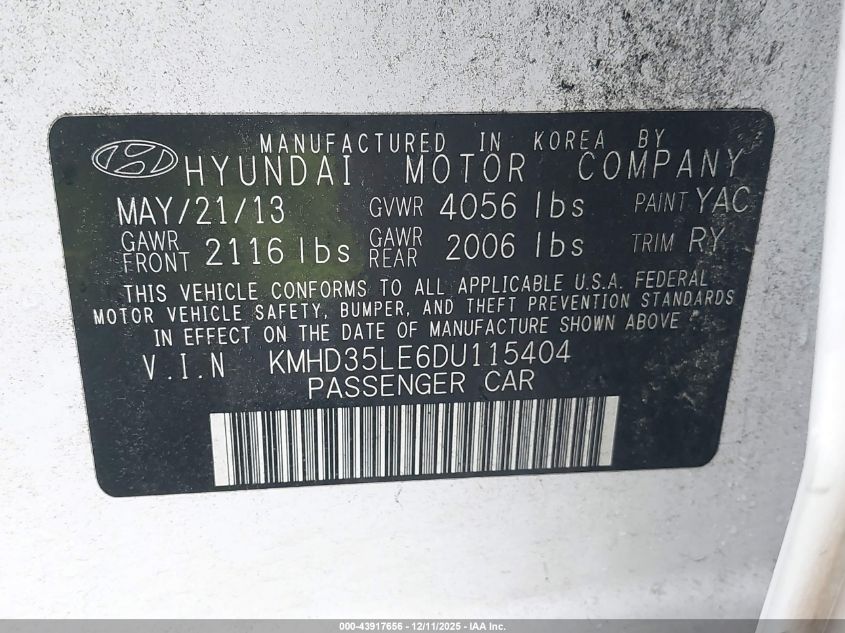 MANUFACTURED IN KOREA BY
HYUNDAI MOTOR COMPANY
MAY/21/13 GVWR 4056 lbs PAINT YAC
GAWR FRONT 2116 lbs GAWR REAR 2006 lbs TRIM RY
THIS VEHICLE CONFORMS TO ALL APPLICABLE U.S.A. FEDERAL
MOTOR VEHICLE SAFETY, BUMPER, AND THEFT PREVENTION STANDARDS
IN EFFECT ON THE DATE OF MANUFACTURE SHOWN ABOVE.
V.I.N KMHD35LE6DU115404
PASSENGER CAR
000-43917656 - 12/11/2025 - IAA Inc.